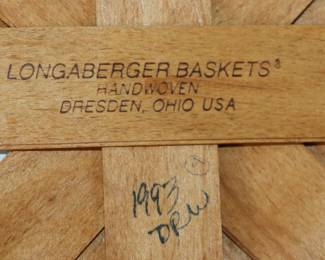 LONGABERGER BASKETS®
HANDWOVEN
DRESDEN, OHIO USA
1993
DRW